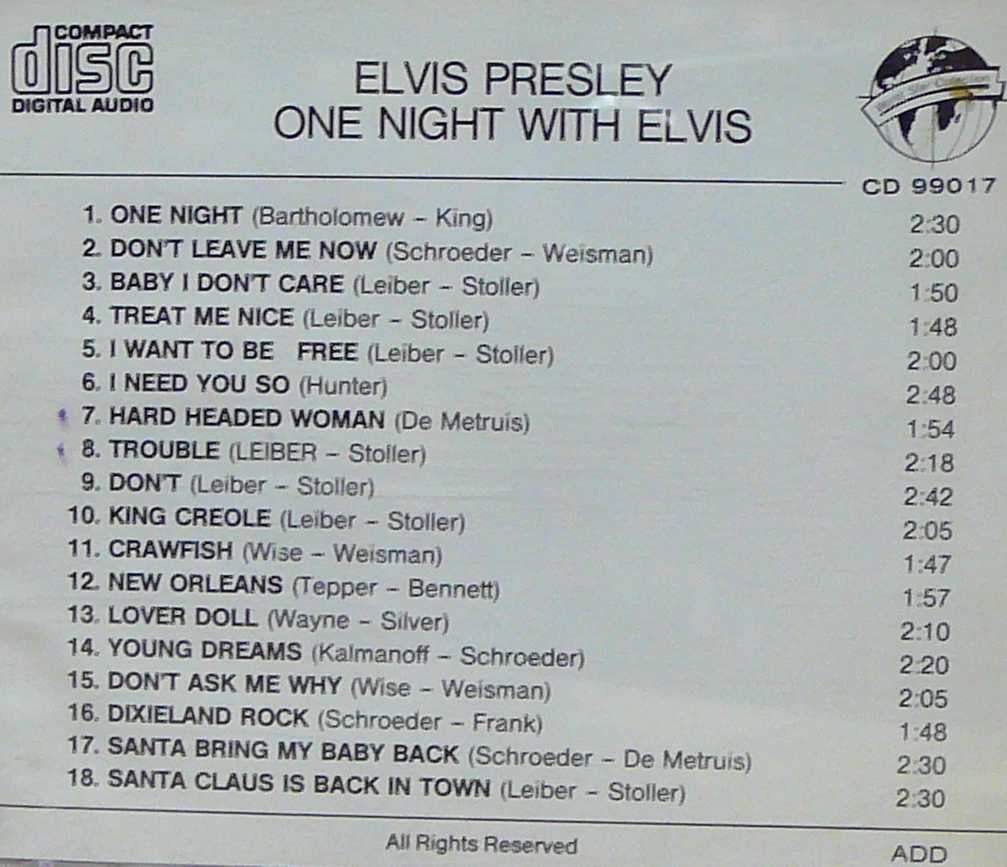 COMPACT
disc
DIGITAL AUDIO
ELVIS PRESLEY
ONE NIGHT WITH ELVIS
World Star Collection
CD 99017
1. ONE NIGHT (Bartholomew – King) 2:30
2. DON'T LEAVE ME NOW (Schroeder – Weisman) 2:00
3. BABY I DON'T CARE (Leiber – Stoller) 1:50
4. TREAT ME NICE (Leiber – Stoller) 1:48
5. I WANT TO BE FREE (Leiber – Stoller) 2:00
6. I NEED YOU SO (Hunter) 2:48
7. HARD HEADED WOMAN (De Metruis) 1:54
8. TROUBLE (LEIBER – Stoller) 2:18
9. DON'T (Leiber – Stoller) 2:42
10. KING CREOLE (Leiber – Stoller) 2:05
11. CRAWFISH (Wise – Weisman) 1:47
12. NEW ORLEANS (Tepper – Bennett) 1:57
13. LOVER DOLL (Wayne – Silver) 2:10
14. YOUNG DREAMS (Kalmanoff – Schroeder) 2:20
15. DON'T ASK ME WHY (Wise – Weisman) 2:05
16. DIXIELAND ROCK (Schroeder – Frank) 1:48
17. SANTA BRING MY BABY BACK (Schroeder – De Metruis) 2:30
18. SANTA CLAUS IS BACK IN TOWN (Leiber – Stoller) 2:30
All Rights Reserved
ADD